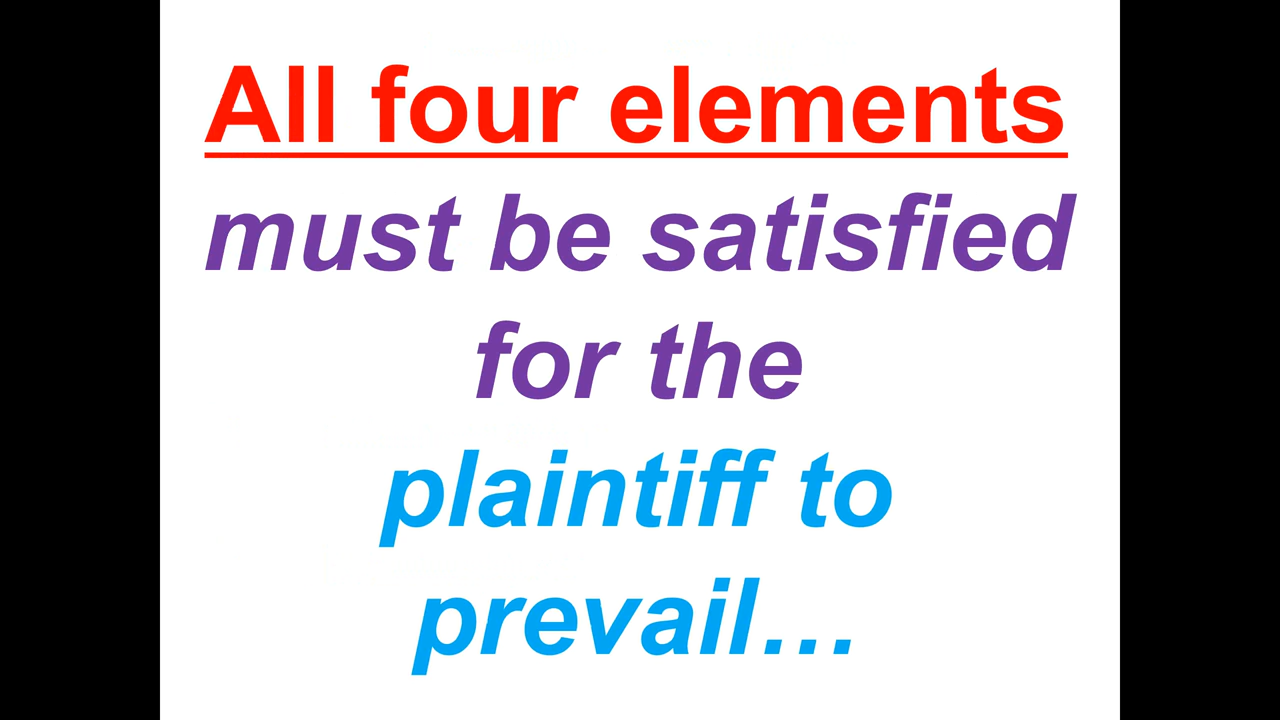 All four elements
must be satisfied
for the
plaintiff to
prevail…